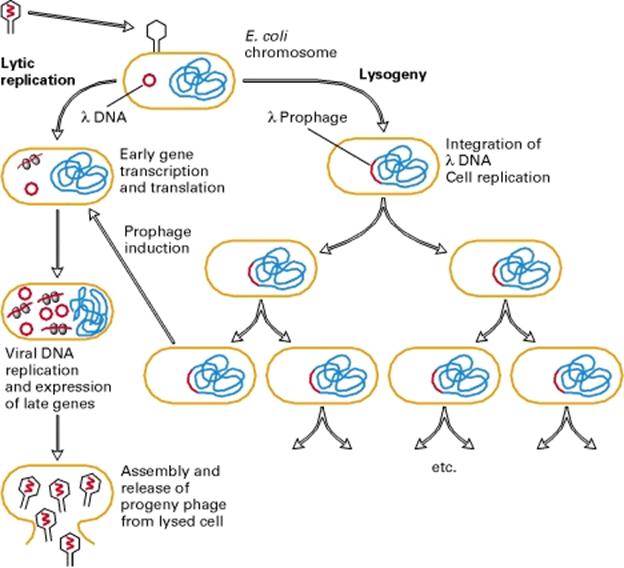 E. coli
chromosome
Lytic
replication
Lysogeny
λ DNA
λ Prophage
Early gene
transcription
and translation
Integration of
λ DNA
Cell replication
Prophage
induction
Viral DNA
replication
and expression
of late genes
Assembly and
release of
progeny phage
from lysed cell
etc.